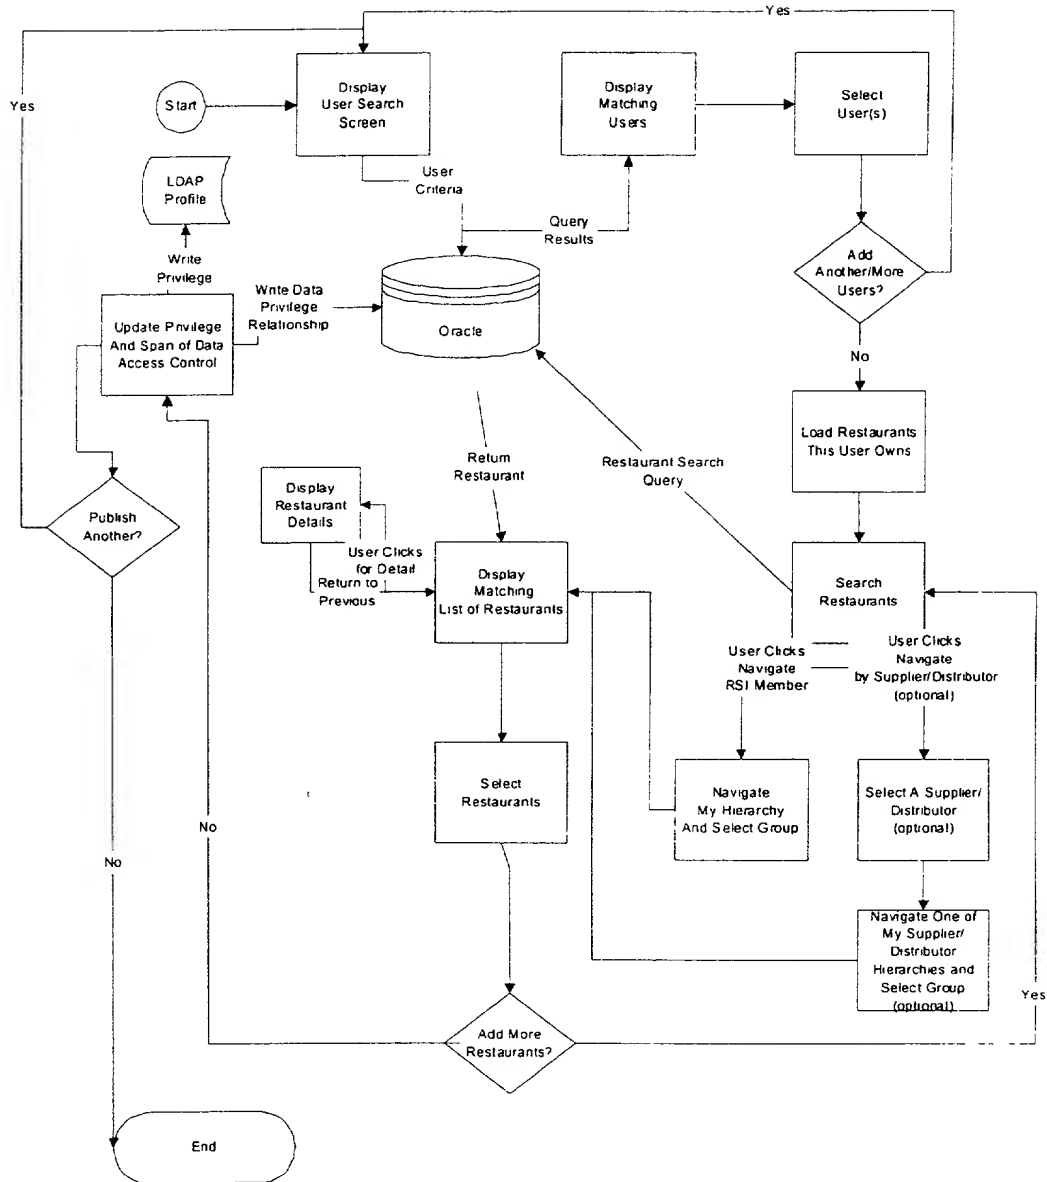 Yes
Yes
Start
Display
User Search
Screen
Display
Matching
Users
Select
User(s)
LDAP
Profile
User
Criteria
Query
Results
Add
Another/More
Users?
Write
Privilege
Write Data
Privilege
Relationship
Update Privilege
And Span of Data
Access Control
Oracle
No
Load Restaurants
This User Owns
Return
Restaurant
Restaurant Search
Query
Display
Restaurant
Details
Publish
Another?
User Clicks
for Detail
Return to
Previous
Display
Matching
List of Restaurants
Search
Restaurants
User Clicks
Navigate
RSI Member
User Clicks
Navigate
by Supplier/Distributor
(optional)
Select
Restaurants
Navigate
My Hierarchy
And Select Group
Select A Supplier/
Distributor
(optional)
No
No
Navigate One of
My Supplier/
Distributor
Hierarchies and
Select Group
(optional)
Yes
Add More
Restaurants?
End